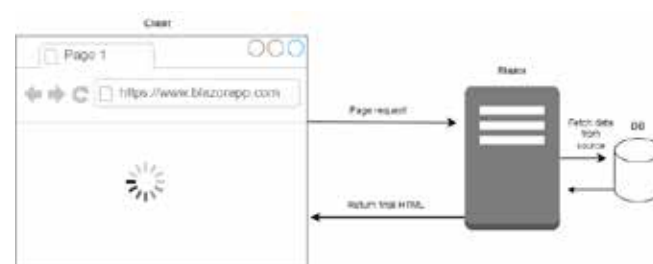 Client
Page 1
https://www.blazorapp.com
Blazor
Page request
Fetch data
from
source
DB
Return final HTML